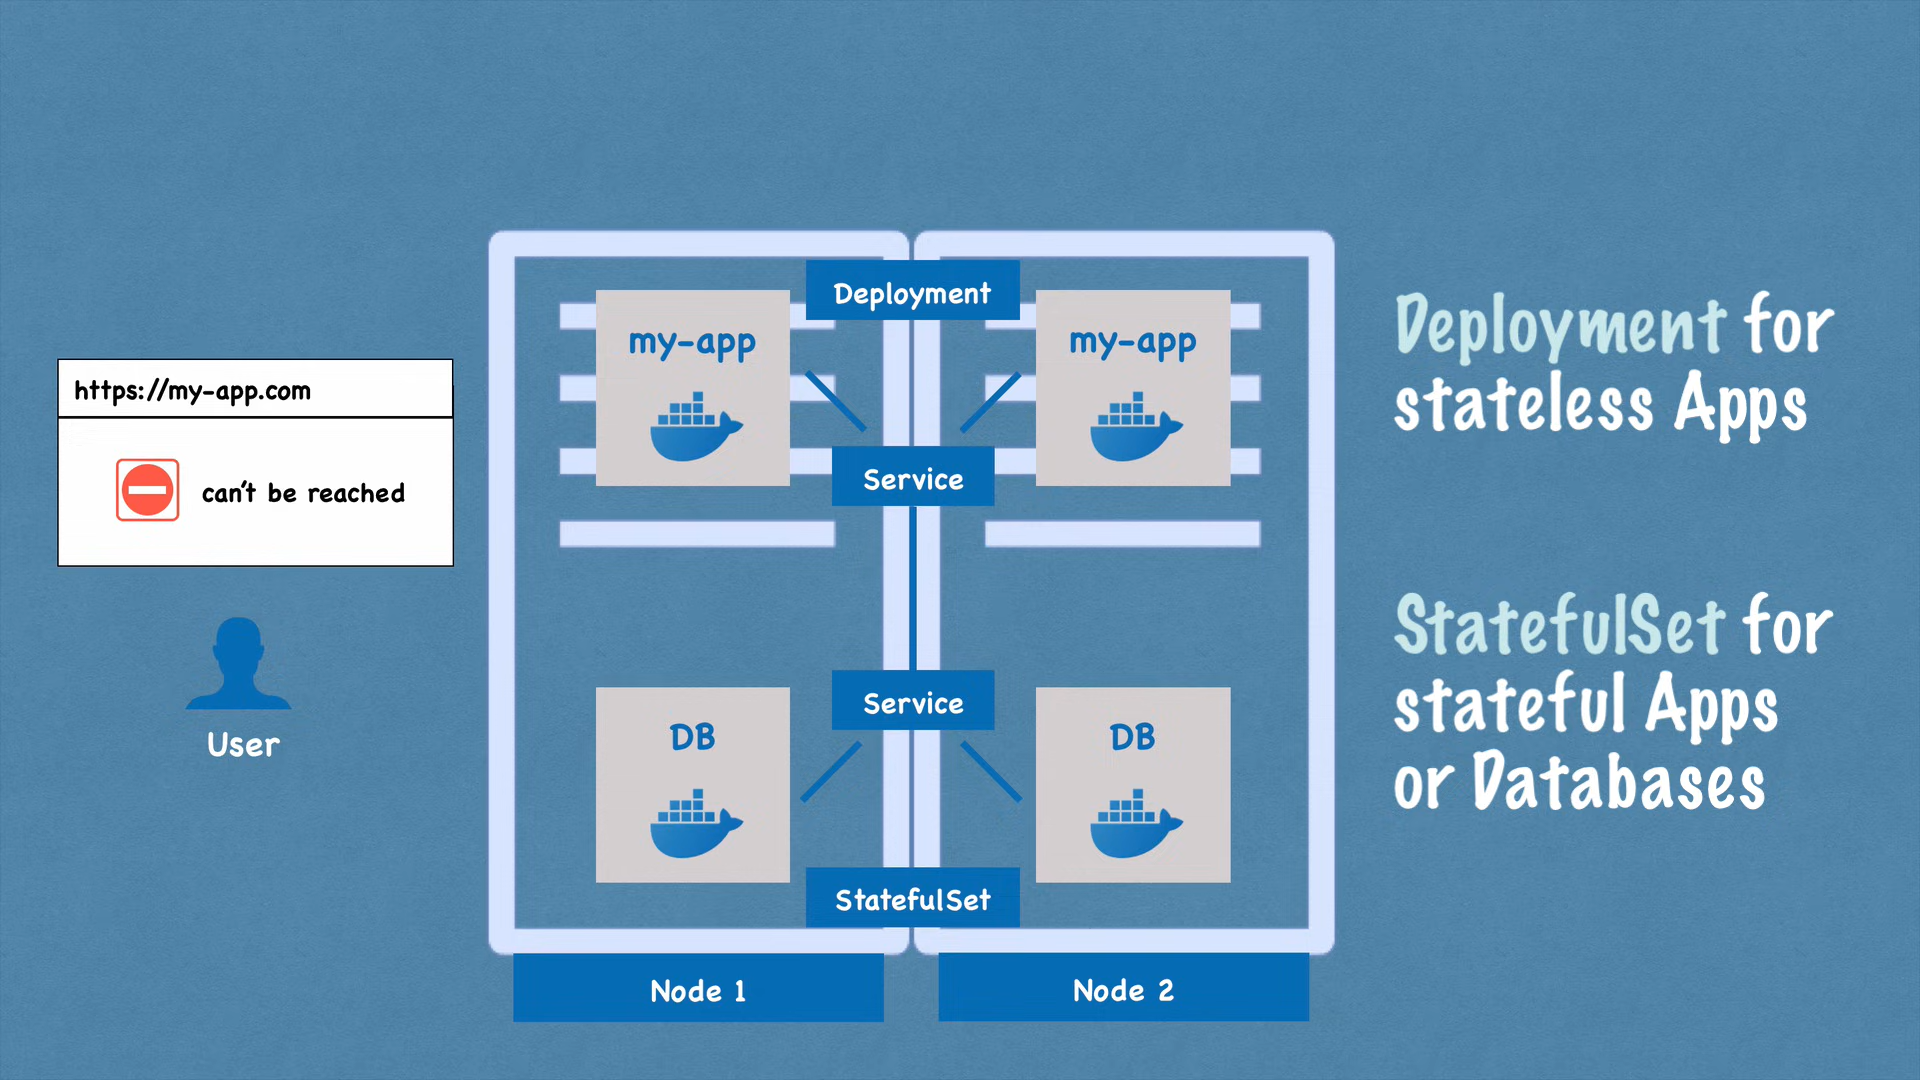 https://my-app.com
can't be reached
User
Deployment
my-app
my-app
Service
Service
DB
DB
StatefulSet
Node 1
Node 2
Deployment for
stateless Apps
StatefulSet for
stateful Apps
or Databases